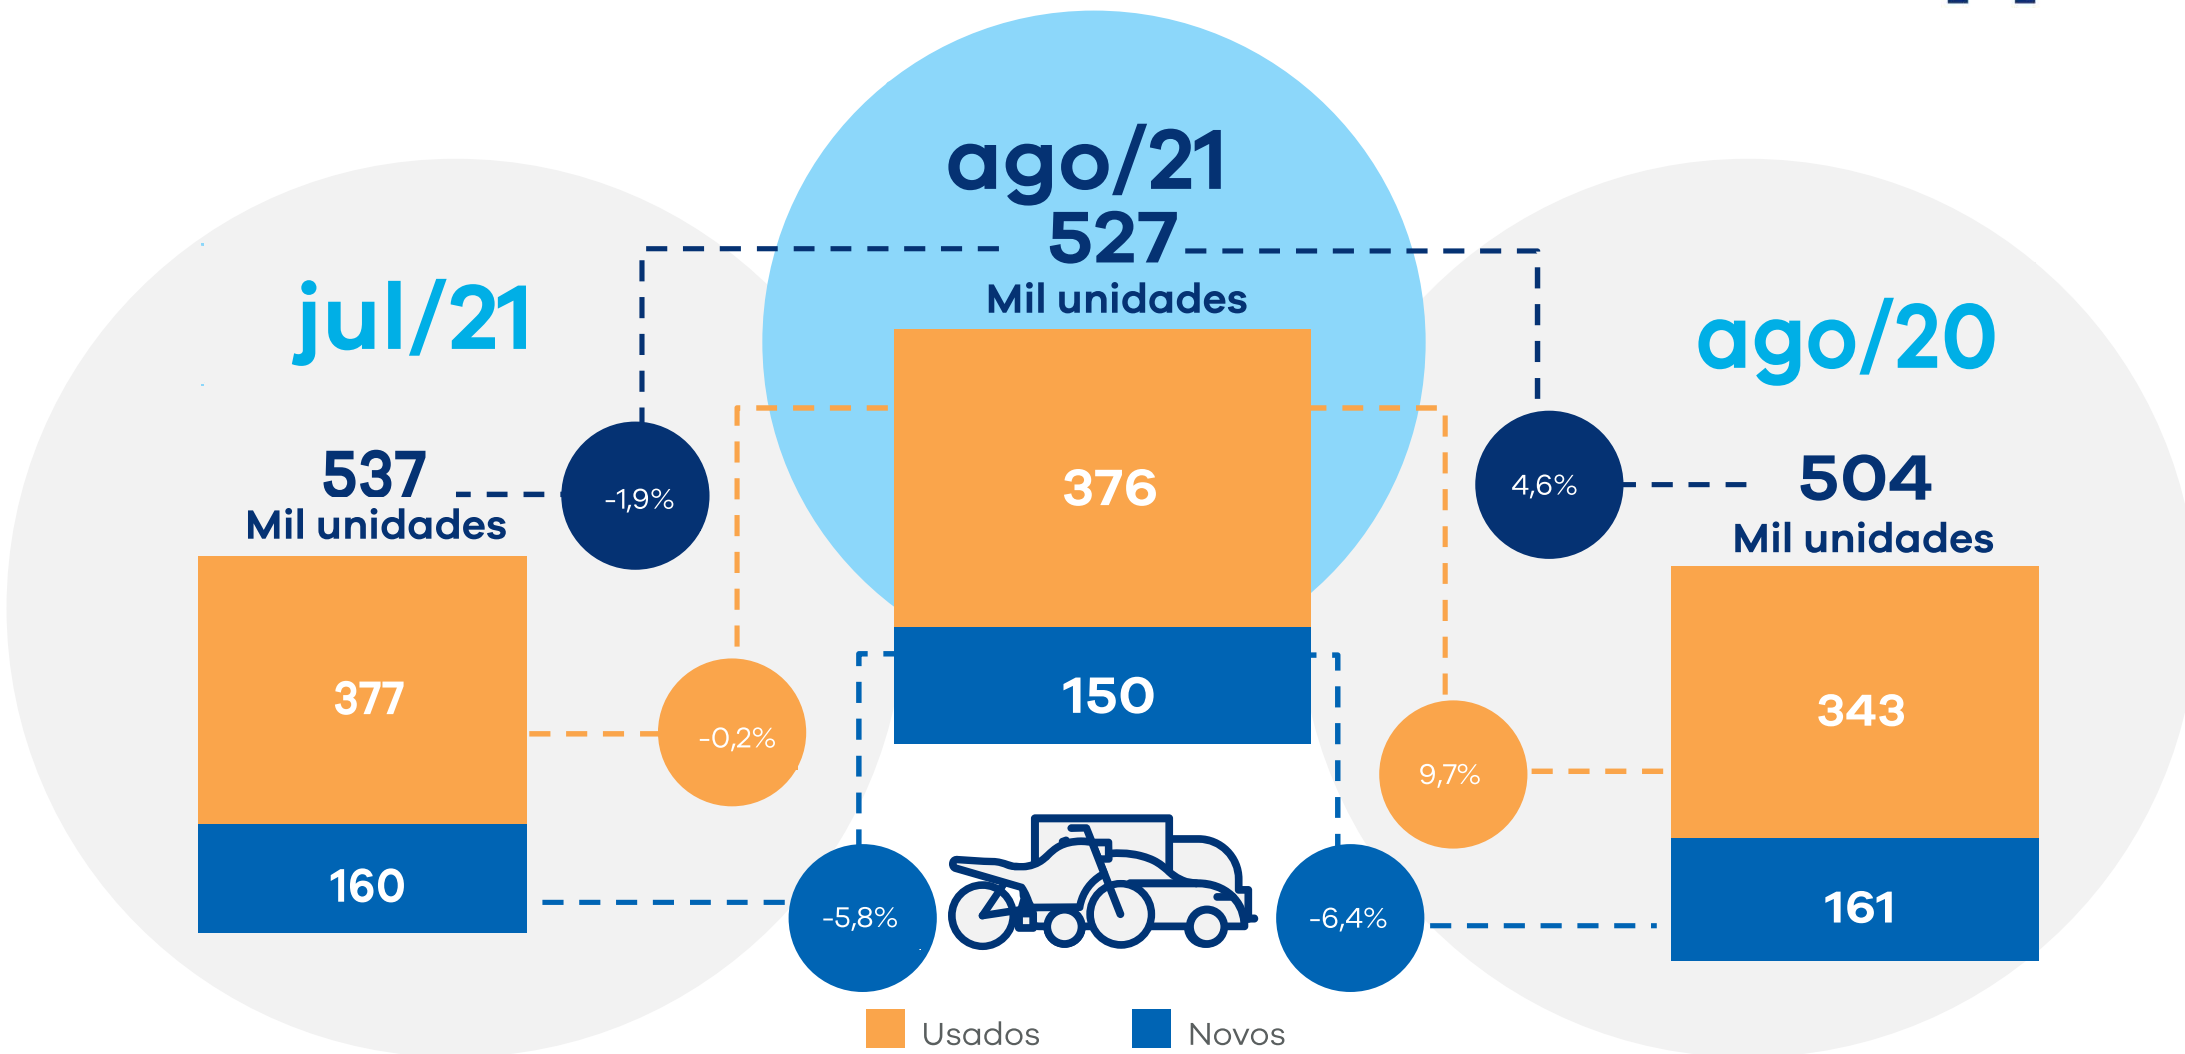 ago/21
527
Mil unidades
jul/21
537
Mil unidades
ago/20
504
Mil unidades
-1,9%
4,6%
376
150
377
160
343
161
-0,2%
9,7%
-5,8%
-6,4%
Usados
Novos